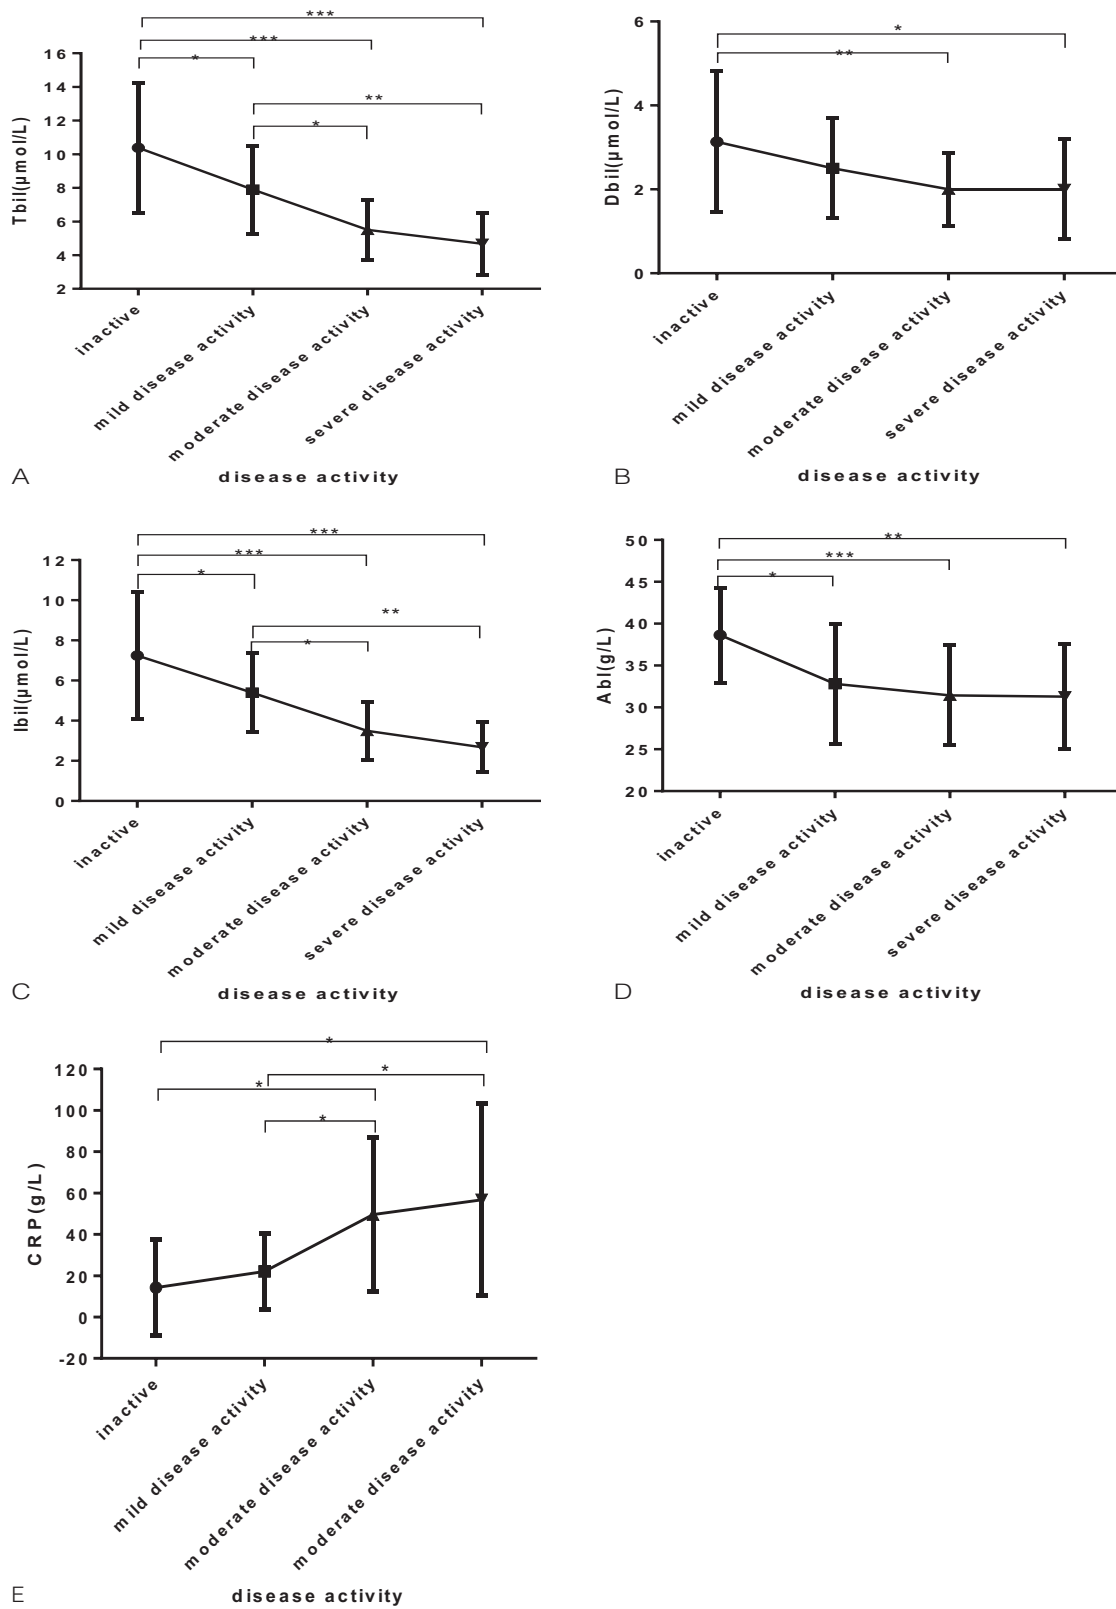 ***
***
*
**
*
16
14
12
10
8
6
4
2
Tbil(μmol/L)
inactive
mild disease activity
moderate disease activity
severe disease activity
disease activity
A
*
**
6
4
2
0
Dbil(μmol/L)
inactive
mild disease activity
moderate disease activity
severe disease activity
disease activity
B
***
***
*
**
*
12
10
8
6
4
2
0
Ibil(μmol/L)
inactive
mild disease activity
moderate disease activity
severe disease activity
disease activity
C
**
***
*
50
45
40
35
30
25
20
Abl(g/L)
inactive
mild disease activity
moderate disease activity
severe disease activity
disease activity
D
*
*
*
*
120
100
80
60
40
20
0
-20
CRP(g/L)
inactive
mild disease activity
moderate disease activity
moderate disease activity
disease activity
E